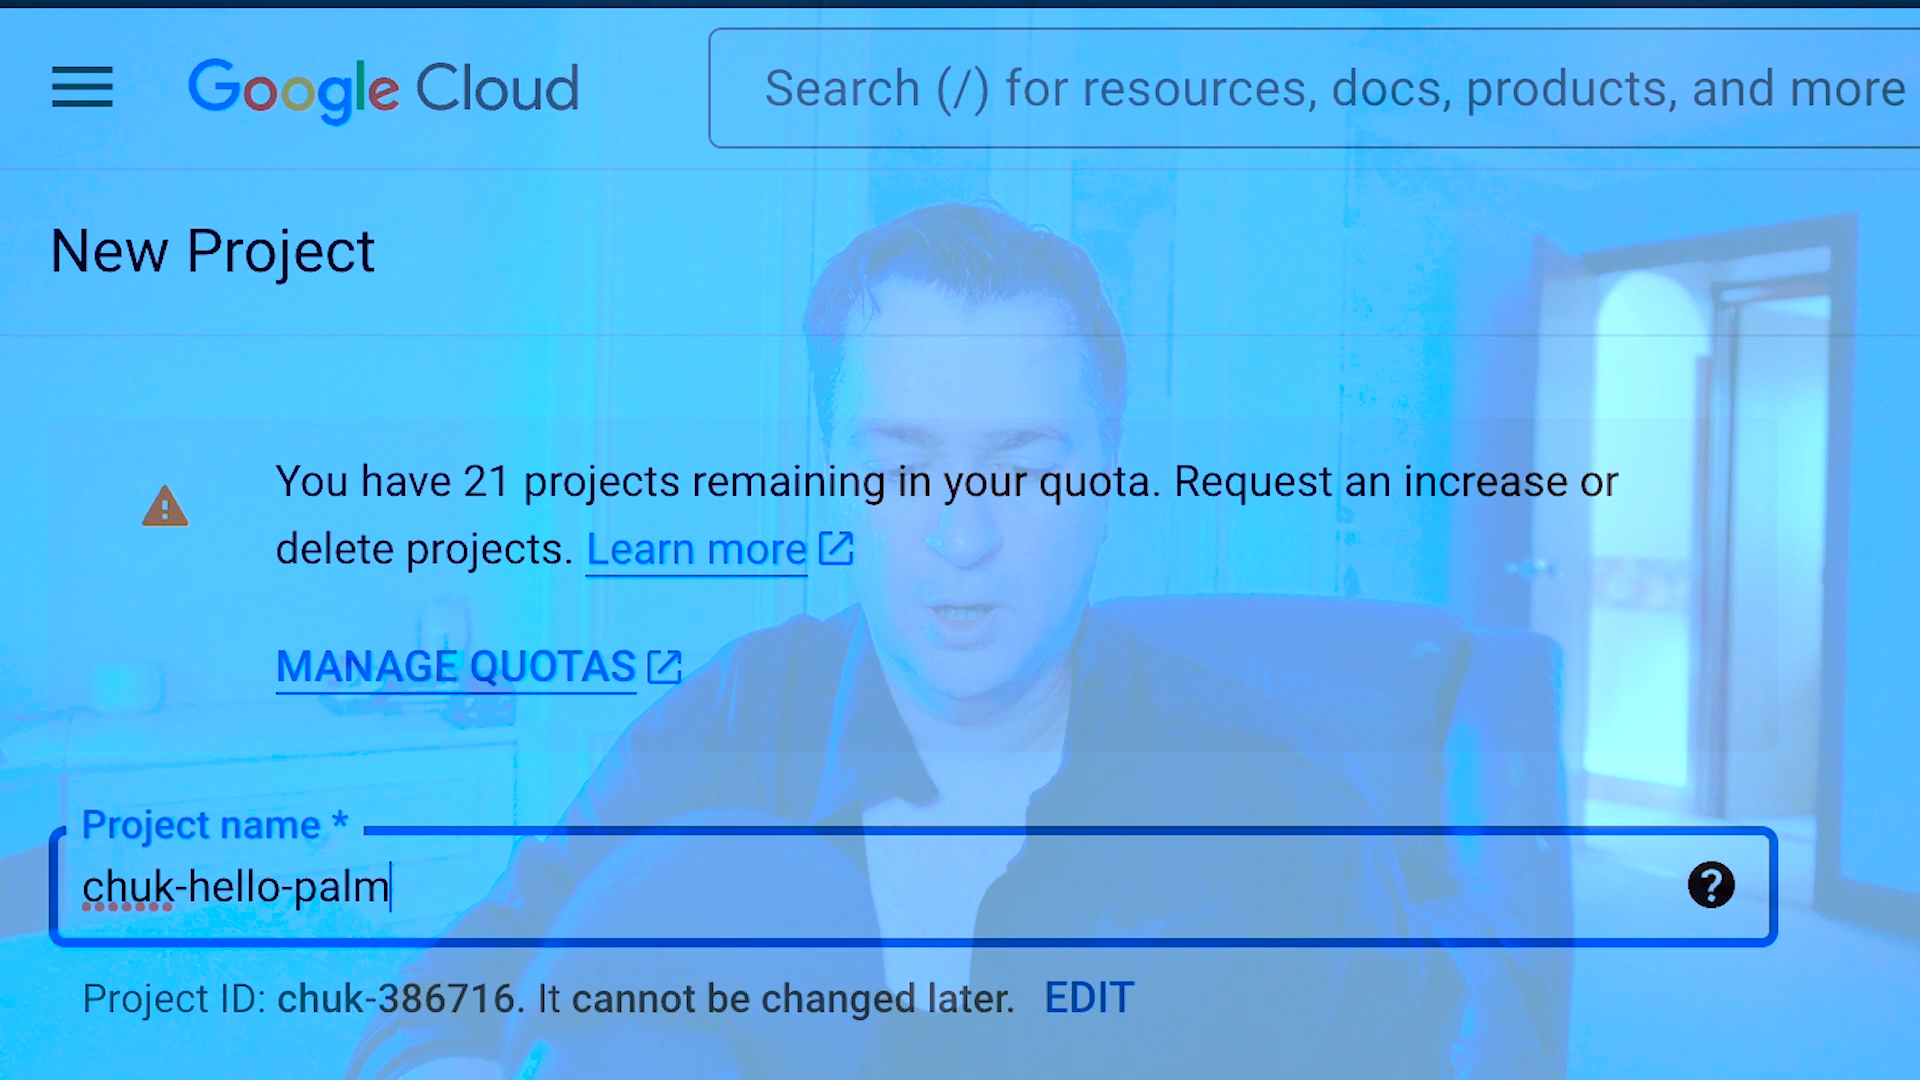 Google Cloud
Search (/) for resources, docs, products, and more
New Project
You have 21 projects remaining in your quota. Request an increase or
delete projects. Learn more
MANAGE QUOTAS
Project name *
chuk-hello-palm
Project ID: chuk-386716. It cannot be changed later. EDIT